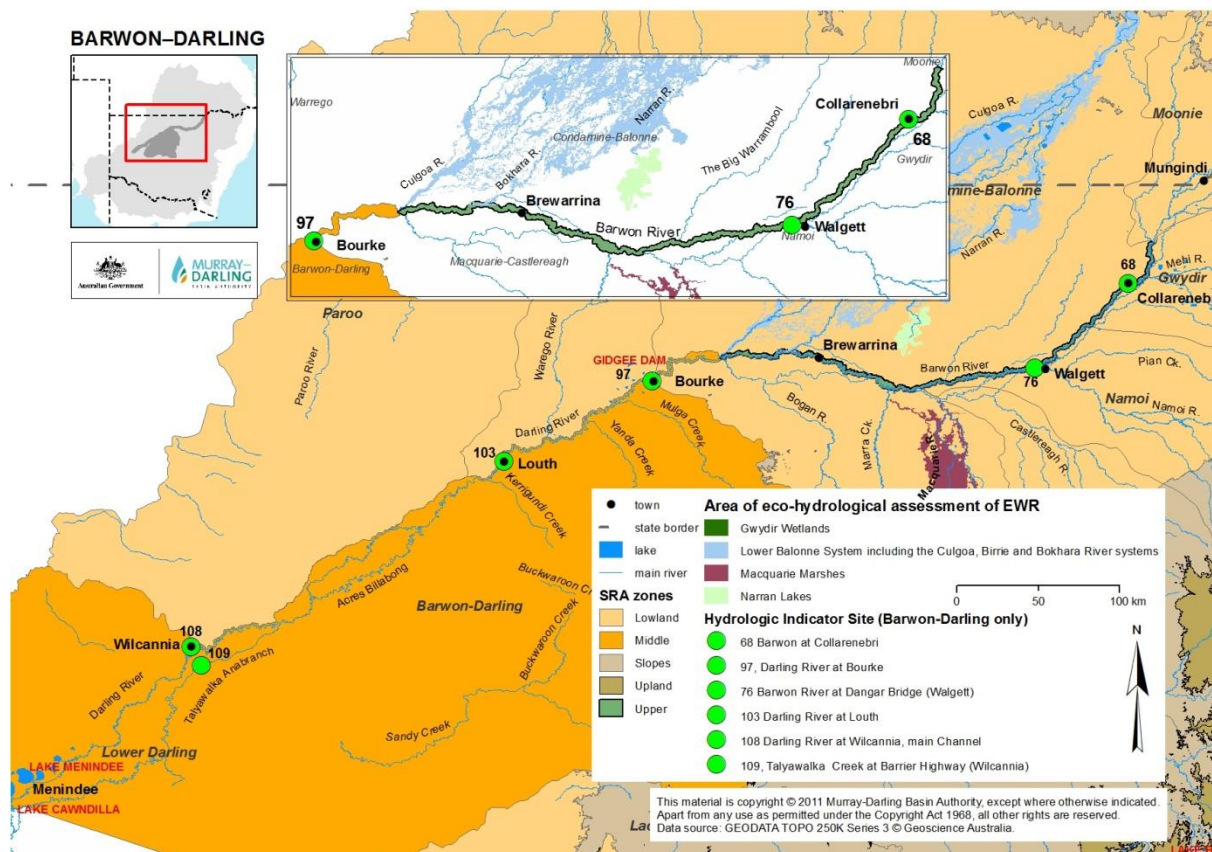 BARWON–DARLING
Australian Government
MURRAY–
DARLING
BASIN AUTHORITY
Warrego
Moonie
Collarenebri
68
Gwydir
Narran R.
Condamine-Balonne
The Big Warrambool
Culgoa R.
Bokhara R.
Brewarrina
Barwon River
76
Walgett
Namoi
97
Bourke
Barwon-Darling
Macquarie-Castlereagh
Culgoa R.
Moonie
Mungindi
mine-Balonne
Narran R.
Mehi R.
Gwydir
68
Collareneb
Paroo
Paroo River
Warego River
GIDGEE DAM
97
Bourke
Brewarrina
Barwon River
76
Walgett
Pian Ck.
Namoi
Namoi R.
Bogan R.
Marra Ck.
Castlereagh R.
Macquarie R.
Mulga Creek
Yanda Creek
Darling River
103
Louth
Kerrigundi Creek
Acres Billabong
Buckwaroon C
Buckwaroon Creek
Barwon-Darling
108
Wilcannia
109
Talyawalka Anabranch
Darling River
Sandy Creek
Lower Darling
LAKE MENINDEE
Menindee
LAKE CAWNDILLA
town
state border
lake
main river
SRA zones
Lowland
Middle
Slopes
Upland
Upper
Area of eco-hydrological assessment of EWR
Gwydir Wetlands
Lower Balonne System including the Culgoa, Birrie and Bokhara River systems
Macquarie Marshes
Narran Lakes
0 50 100 km
Hydrologic Indicator Site (Barwon-Darling only)
68 Barwon at Collarenebri
97, Darling River at Bourke
76 Barwon River at Dangar Bridge (Walgett)
103 Darling River at Louth
108 Darling River at Wilcannia, main Channel
109, Talyawalka Creek at Barrier Highway (Wilcannia)
N
This material is copyright © 2011 Murray-Darling Basin Authority, except where otherwise indicated.
Apart from any use as permitted under the Copyright Act 1968, all other rights are reserved.
Data source: GEODATA TOPO 250K Series 3 © Geoscience Australia.